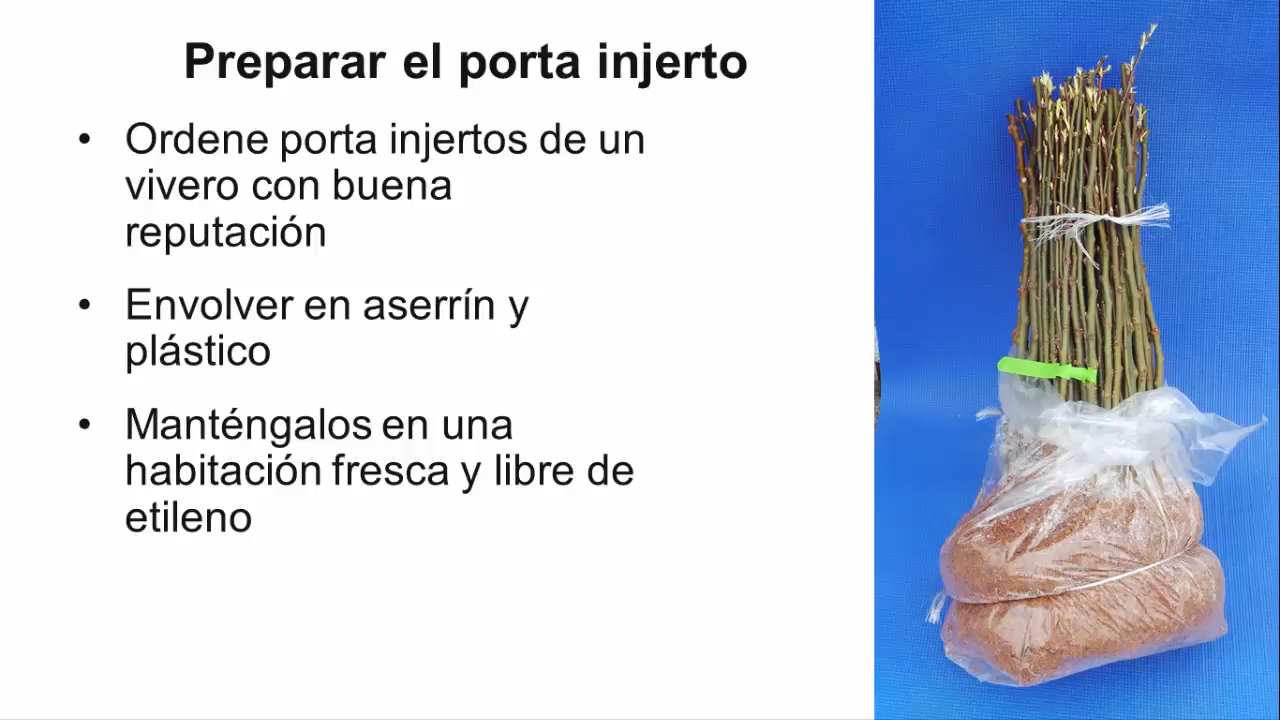 Preparar el porta injerto
• Ordene porta injertos de un
vivero con buena
reputación
• Envolver en aserrín y
plástico
• Manténgalos en una
habitación fresca y libre de
etileno